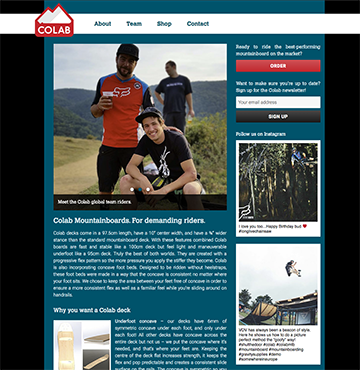 COLAB
About Team Shop Contact
Meet the Colab global team riders.
Colab Mountainboards. For demanding riders.
Colab decks come in a 97.5cm length, have a 10" width, and have a ¾" wider
stance than the standard mountainboard deck. With these features combined Colab
boards are fast and stable like a 100cm deck but feel light and maneuverable
underfoot like a 95cm deck. Truly the best of both worlds. They are created with a
progressive flex pattern so the more pressure you apply the stiffer they become. Colab
is also incorporating concave foot beds. Designed to be ridden without heelstraps,
these foot beds were made in a way that the concave is consistent no matter where
your foot sits. We chose to keep the area between your feet free of concave in order to
ensure a more consistent flex as well as a familiar feel while you're sliding around on
handrails.
Why you want a Colab deck
Underfoot concave – our decks have 6mm of
symmetric concave under each foot, and only under
each foot! All other decks have concave across the
entire deck but not us – we put the concave where it's
needed, and that's where your feet are. Keeping the
centre of the deck flat increases strength, it keeps the
flex and pop predictable and creates a consistent slide
surface on the rails. The concave is symmetric so you
Ready to ride the best-performing
mountainboard on the market?
ORDER
Want to make sure you're up to date?
Sign up for the Colab newsletter!
Your email address
SIGN UP
Follow us on Instagram
I love you too...Happy Birthday bud ❤
#longlivechainsaw
VDV has always been a beacon of style.
Here he shows us how to do a picture
perfect method the "goofy" way!
#shutthedoor #colab #colabmtb
#mountainboard #mountainboarding
#gravitysupplies #demo
#somewhereineurope